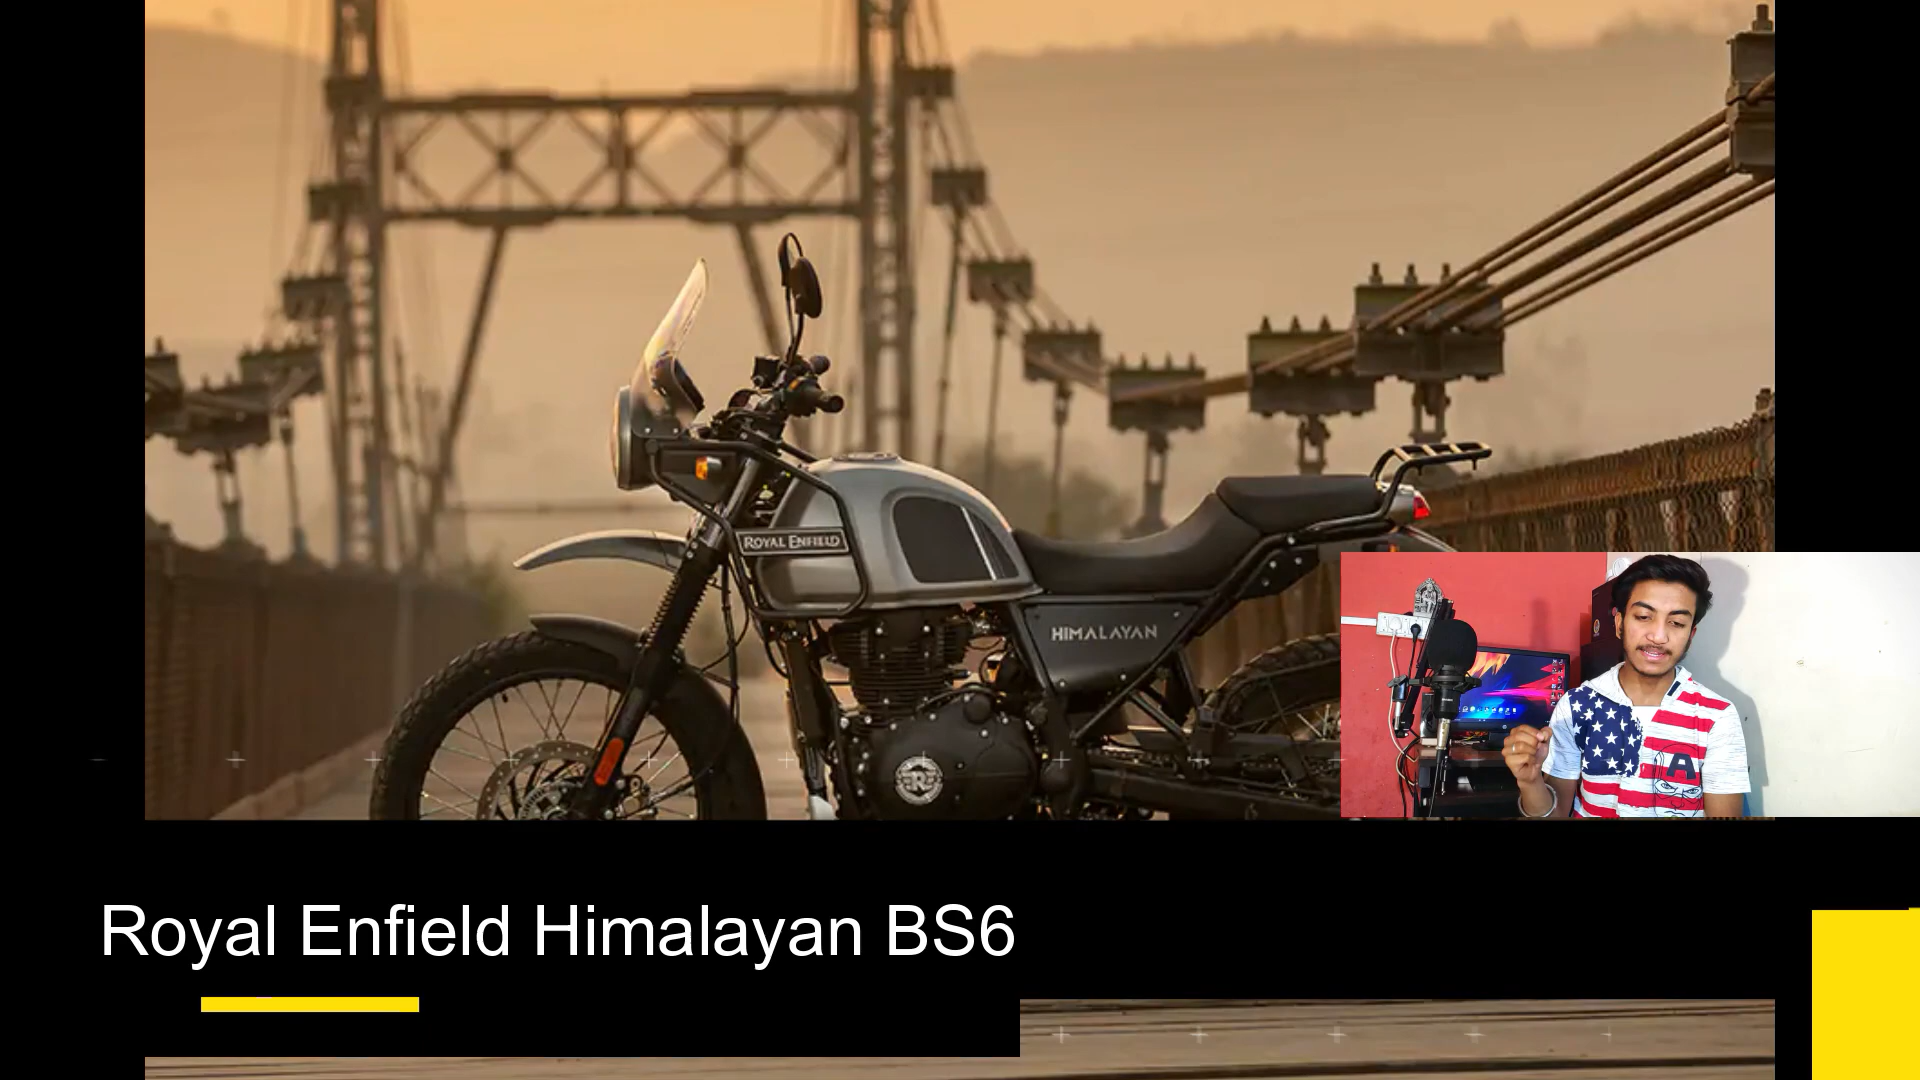 ROYAL ENFIELD
HIMALAYAN
R
A
Royal Enfield Himalayan BS6